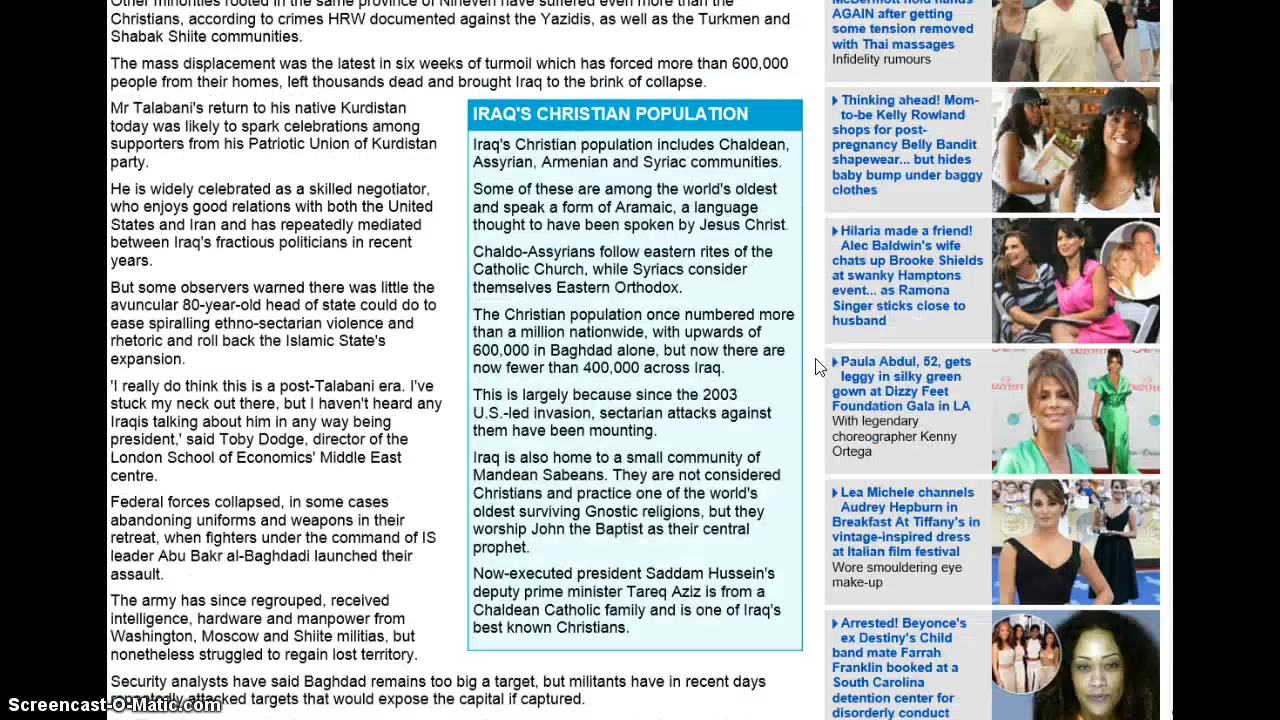 Other minorities rooted in the same province of Nineveh have suffered even more than the
Christians, according to crimes HRW documented against the Yazidis, as well as the Turkmen and
Shabak Shiite communities.
The mass displacement was the latest in six weeks of turmoil which has forced more than 600,000
people from their homes, left thousands dead and brought Iraq to the brink of collapse.
Mr Talabani's return to his native Kurdistan
today was likely to spark celebrations among
supporters from his Patriotic Union of Kurdistan
party.
He is widely celebrated as a skilled negotiator,
who enjoys good relations with both the United
States and Iran and has repeatedly mediated
between Iraq's fractious politicians in recent
years.
But some observers warned there was little the
avuncular 80-year-old head of state could do to
ease spiralling ethno-sectarian violence and
rhetoric and roll back the Islamic State's
expansion.
'I really do think this is a post-Talabani era. I've
stuck my neck out there, but I haven't heard any
Iraqis talking about him in any way being
president,' said Toby Dodge, director of the
London School of Economics' Middle East
centre.
Federal forces collapsed, in some cases
abandoning uniforms and weapons in their
retreat, when fighters under the command of IS
leader Abu Bakr al-Baghdadi launched their
assault.
The army has since regrouped, received
intelligence, hardware and manpower from
Washington, Moscow and Shiite militias, but
nonetheless struggled to regain lost territory.
Security analysts have said Baghdad remains too big a target, but militants have in recent days
repeatedly attacked targets that would expose the capital if captured.
IRAQ'S CHRISTIAN POPULATION
Iraq's Christian population includes Chaldean,
Assyrian, Armenian and Syriac communities.
Some of these are among the world's oldest
and speak a form of Aramaic, a language
thought to have been spoken by Jesus Christ.
Chaldo-Assyrians follow eastern rites of the
Catholic Church, while Syriacs consider
themselves Eastern Orthodox.
The Christian population once numbered more
than a million nationwide, with upwards of
600,000 in Baghdad alone, but now there are
now fewer than 400,000 across Iraq.
This is largely because since the 2003
U.S.-led invasion, sectarian attacks against
them have been mounting.
Iraq is also home to a small community of
Mandean Sabeans. They are not considered
Christians and practice one of the world's
oldest surviving Gnostic religions, but they
worship John the Baptist as their central
prophet.
Now-executed president Saddam Hussein's
deputy prime minister Tareq Aziz is from a
Chaldean Catholic family and is one of Iraq's
best known Christians.
McDermott hold hands
AGAIN after getting
some tension removed
with Thai massages
Infidelity rumours
Thinking ahead! Mom-
to-be Kelly Rowland
shops for post-
pregnancy Belly Bandit
shapewear... but hides
baby bump under baggy
clothes
Hilaria made a friend!
Alec Baldwin's wife
chats up Brooke Shields
at swanky Hamptons
event... as Ramona
Singer sticks close to
husband
Paula Abdul, 52, gets
leggy in silky green
gown at Dizzy Feet
Foundation Gala in LA
With legendary
choreographer Kenny
Ortega
Lea Michele channels
Audrey Hepburn in
Breakfast At Tiffany's in
vintage-inspired dress
at Italian film festival
Wore smouldering eye
make-up
Arrested! Beyonce's
ex Destiny's Child
band mate Farrah
Franklin booked at a
South Carolina
detention center for
disorderly conduct
Screencast-O-Matic.com